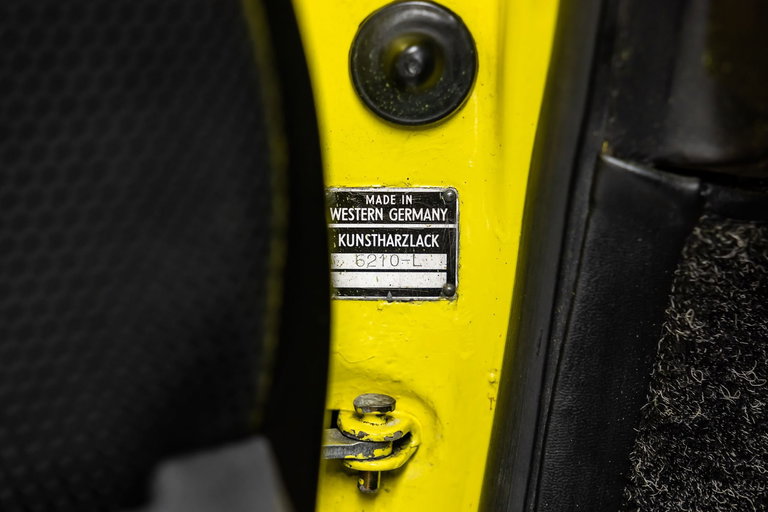 MADE IN
WESTERN GERMANY
KUNSTHARZLACK
6210-L